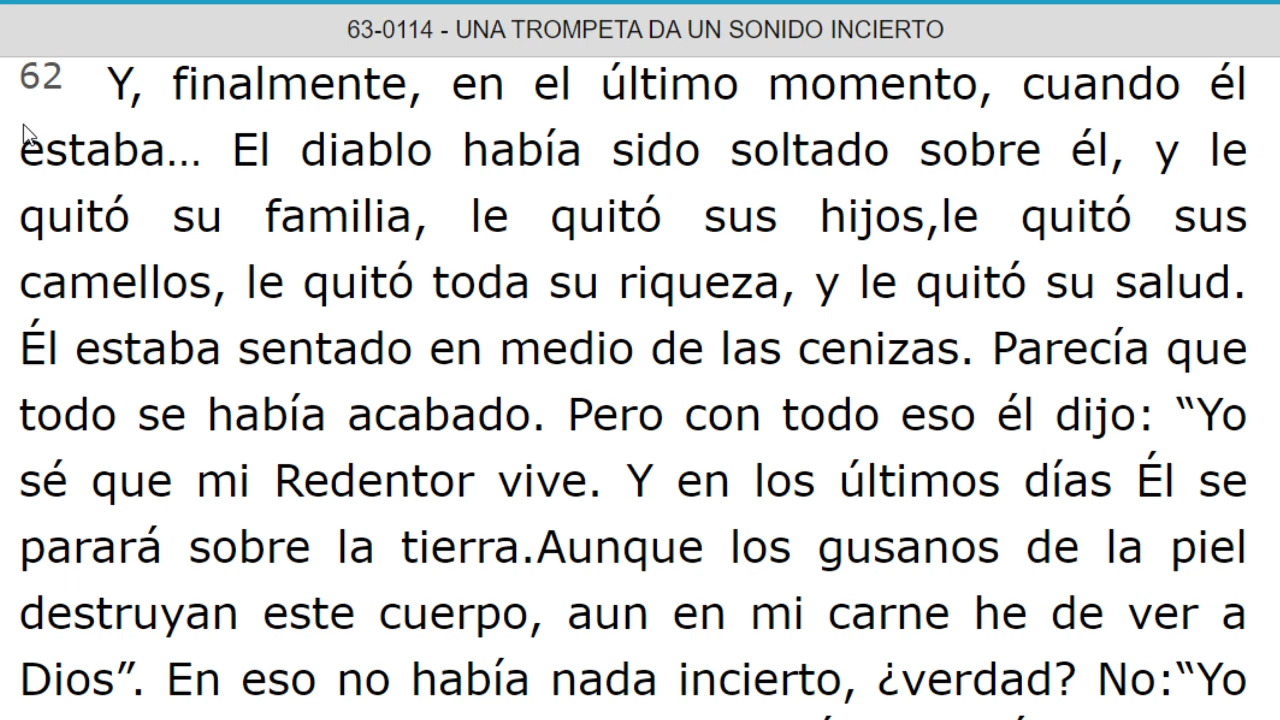 63-0114 - UNA TROMPETA DA UN SONIDO INCIERTO
62 Y, finalmente, en el último momento, cuando él
estaba... El diablo había sido soltado sobre él, y le
quitó su familia, le quitó sus hijos,le quitó sus
camellos, le quitó toda su riqueza, y le quitó su salud.
Él estaba sentado en medio de las cenizas. Parecía que
todo se había acabado. Pero con todo eso él dijo: “Yo
sé que mi Redentor vive. Y en los últimos días Él se
parará sobre la tierra.Aunque los gusanos de la piel
destruyan este cuerpo, aun en mi carne he de ver a
Dios”. En eso no había nada incierto, ¿verdad? No:“Yo